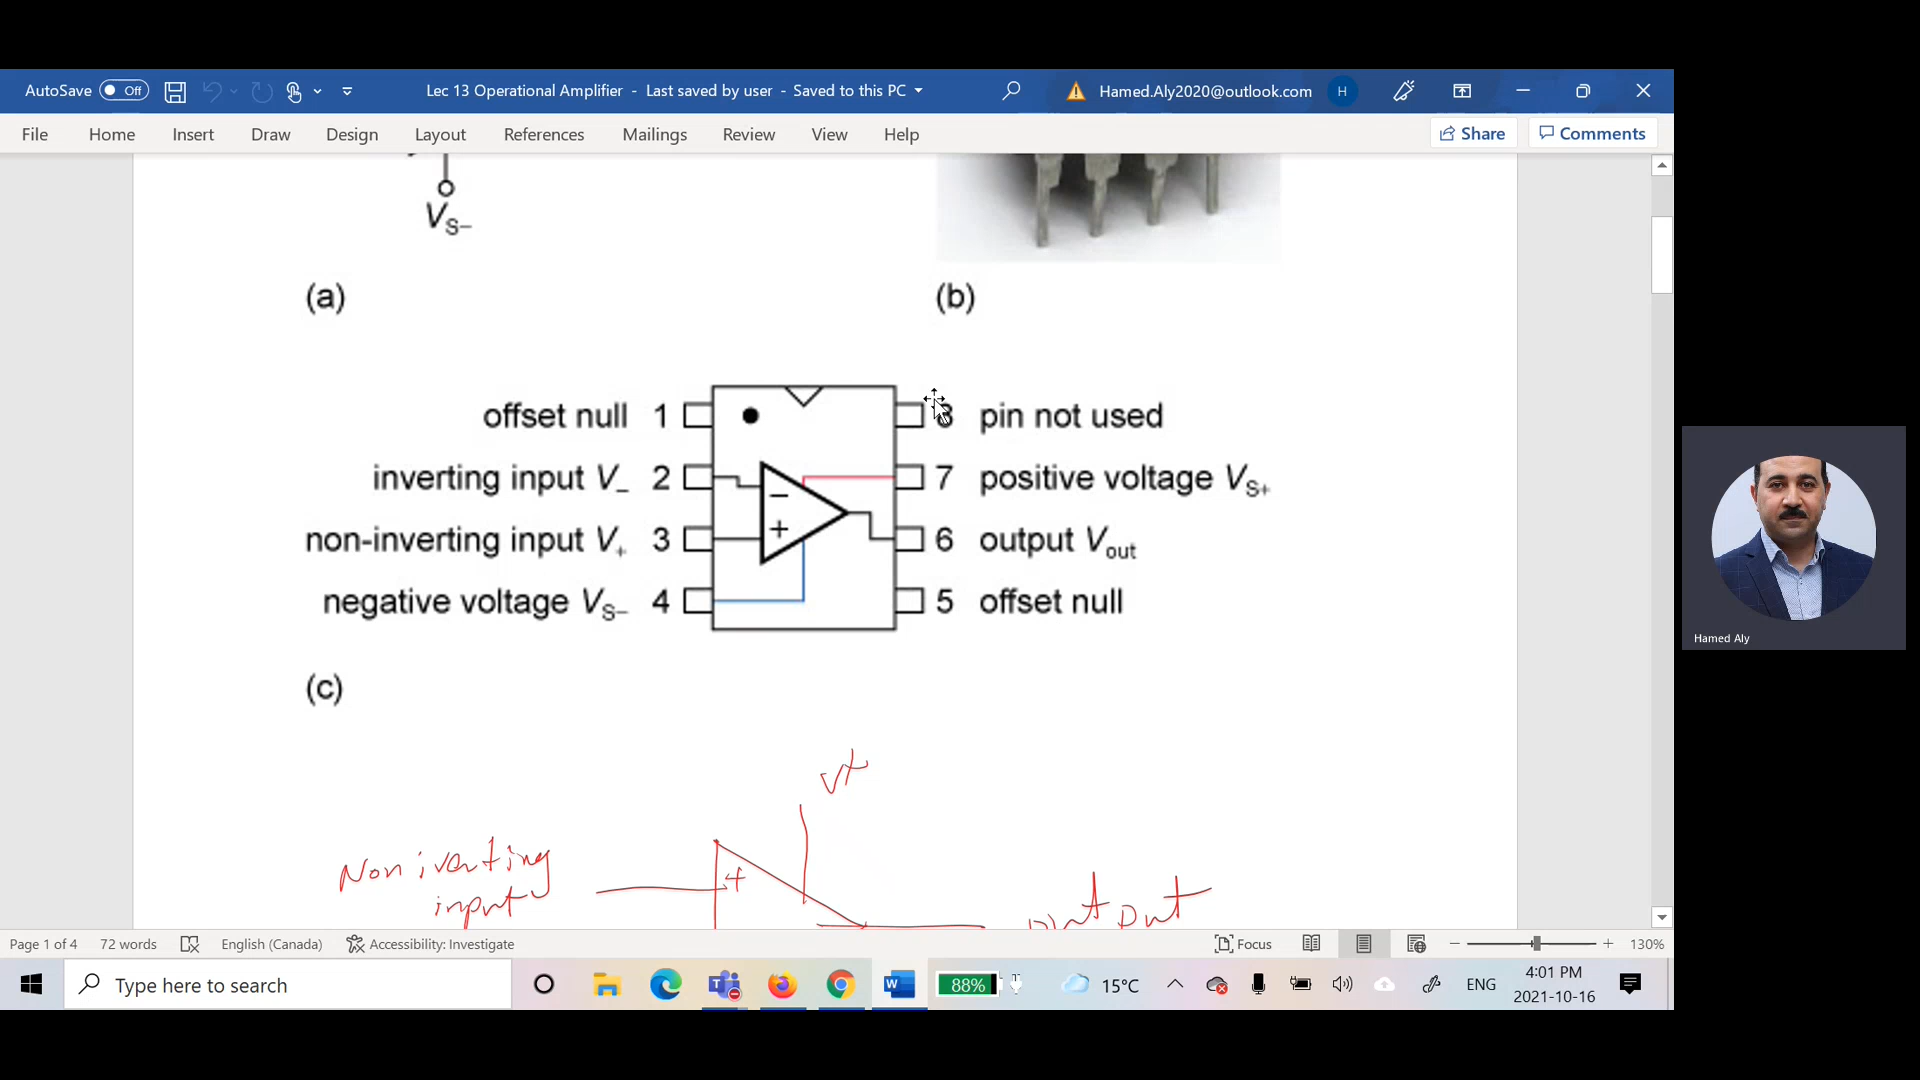 AutoSave Off Lec 13 Operational Amplifier - Last saved by user - Saved to this PC Hamed.Aly2020@outlook.com H
File Home Insert Draw Design Layout References Mailings Review View Help Share Comments
VS−
(a) (b)
offset null 1 8 pin not used
inverting input V− 2 7 positive voltage VS+
non-inverting input V+ 3 6 output Vout
negative voltage VS− 4 5 offset null
− +
(c)
V+
Non iverting
input
+
output
Hamed Aly
Page 1 of 4 72 words English (Canada) Accessibility: Investigate Focus 130%
Type here to search 88% 15°C ENG 4:01 PM
2021-10-16